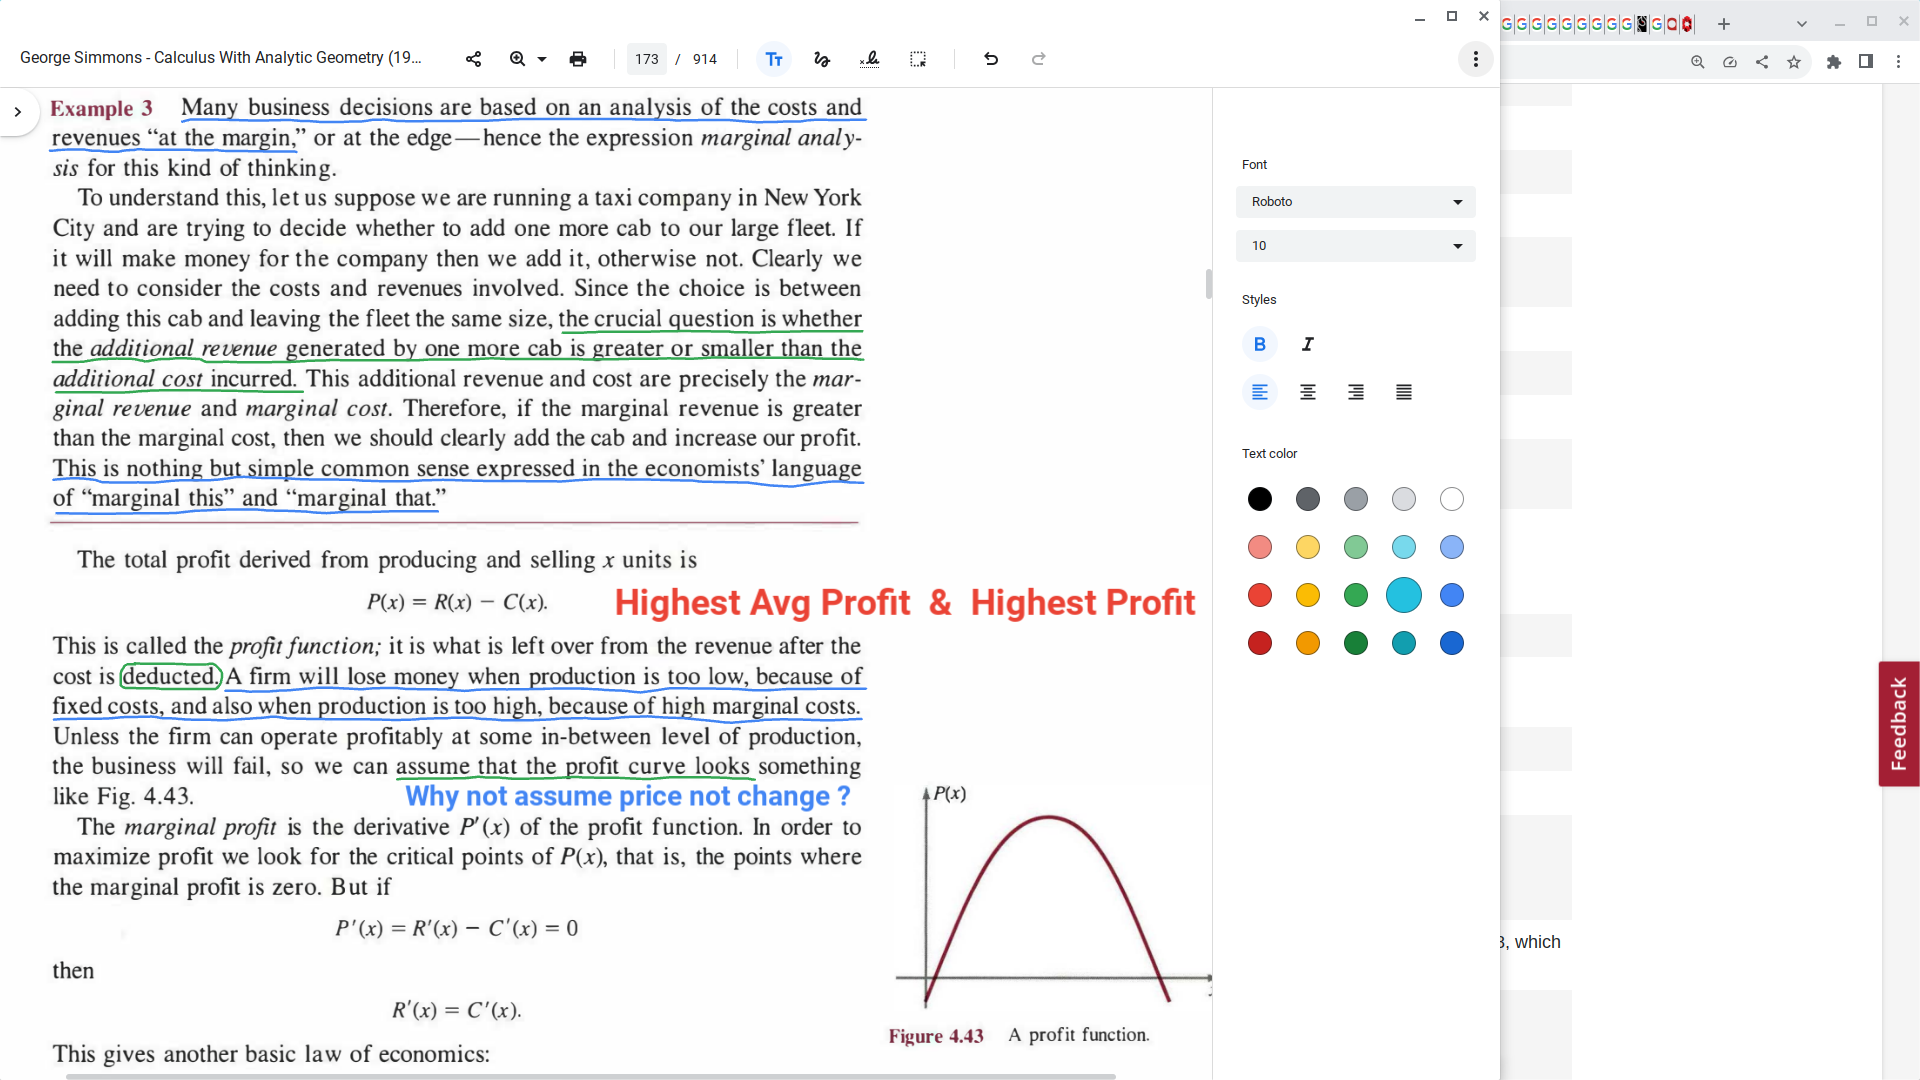 George Simmons - Calculus With Analytic Geometry (19...
173 / 914
Example 3 Many business decisions are based on an analysis of the costs and
revenues “at the margin,” or at the edge—hence the expression marginal analy-
sis for this kind of thinking.
To understand this, let us suppose we are running a taxi company in New York
City and are trying to decide whether to add one more cab to our large fleet. If
it will make money for the company then we add it, otherwise not. Clearly we
need to consider the costs and revenues involved. Since the choice is between
adding this cab and leaving the fleet the same size, the crucial question is whether
the additional revenue generated by one more cab is greater or smaller than the
additional cost incurred. This additional revenue and cost are precisely the mar-
ginal revenue and marginal cost. Therefore, if the marginal revenue is greater
than the marginal cost, then we should clearly add the cab and increase our profit.
This is nothing but simple common sense expressed in the economists’ language
of “marginal this” and “marginal that.”
The total profit derived from producing and selling x units is
P(x) = R(x) − C(x).
Highest Avg Profit & Highest Profit
This is called the profit function; it is what is left over from the revenue after the
cost is deducted. A firm will lose money when production is too low, because of
fixed costs, and also when production is too high, because of high marginal costs.
Unless the firm can operate profitably at some in-between level of production,
the business will fail, so we can assume that the profit curve looks something
like Fig. 4.43.
Why not assume price not change ?
The marginal profit is the derivative P′(x) of the profit function. In order to
maximize profit we look for the critical points of P(x), that is, the points where
the marginal profit is zero. But if
P′(x) = R′(x) − C′(x) = 0
then
R′(x) = C′(x).
This gives another basic law of economics:
P(x)
Figure 4.43 A profit function.
Font
Roboto
10
Styles
B I
Text color
3, which
Feedback